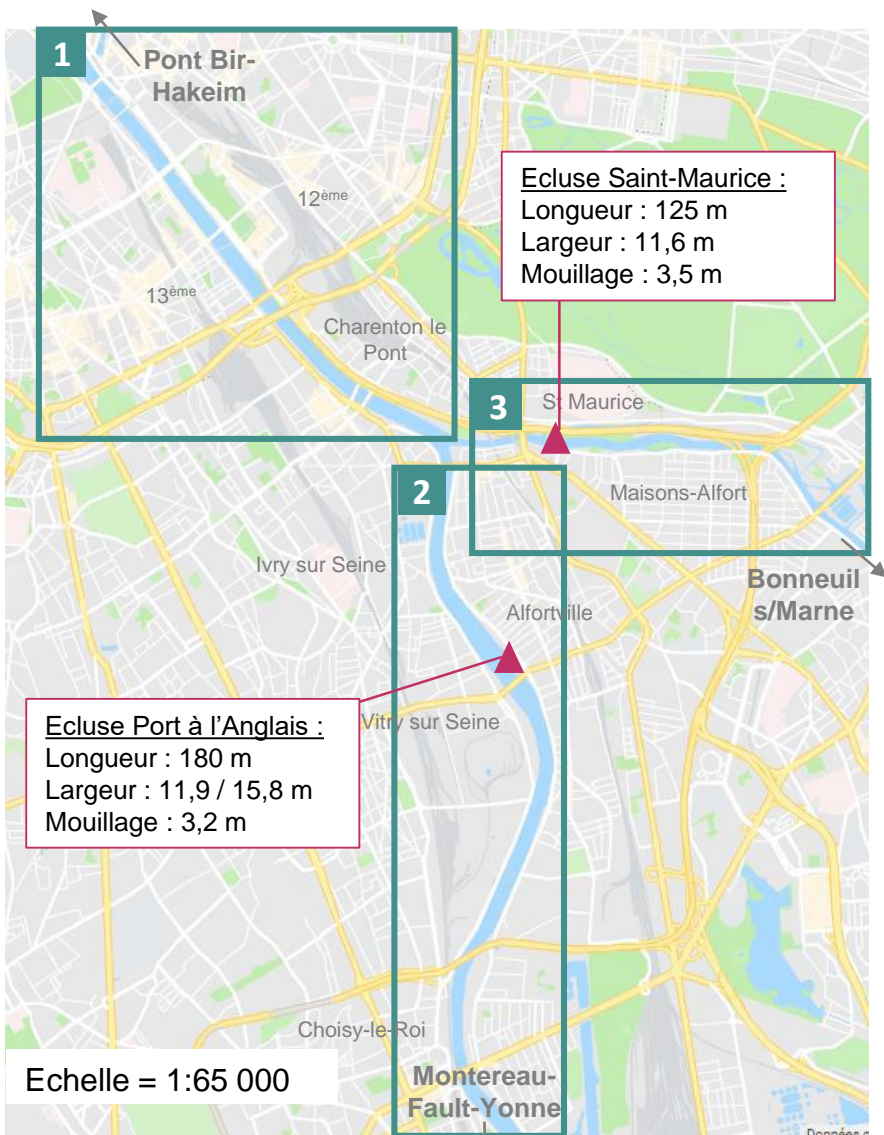 1
Pont Bir-
Hakeim
Ecluse Saint-Maurice :
Longueur : 125 m
Largeur : 11,6 m
Mouillage : 3,5 m
12ème
13ème
Charenton le
Pont
3
St Maurice
2
Maisons-Alfort
Ivry sur Seine
Bonneuil
s/Marne
Alfortville
Ecluse Port à l'Anglais :
Longueur : 180 m
Largeur : 11,9 / 15,8 m
Mouillage : 3,2 m
Vitry sur Seine
Choisy-le-Roi
Echelle = 1:65 000
Montereau-
Fault-Yonne
Données